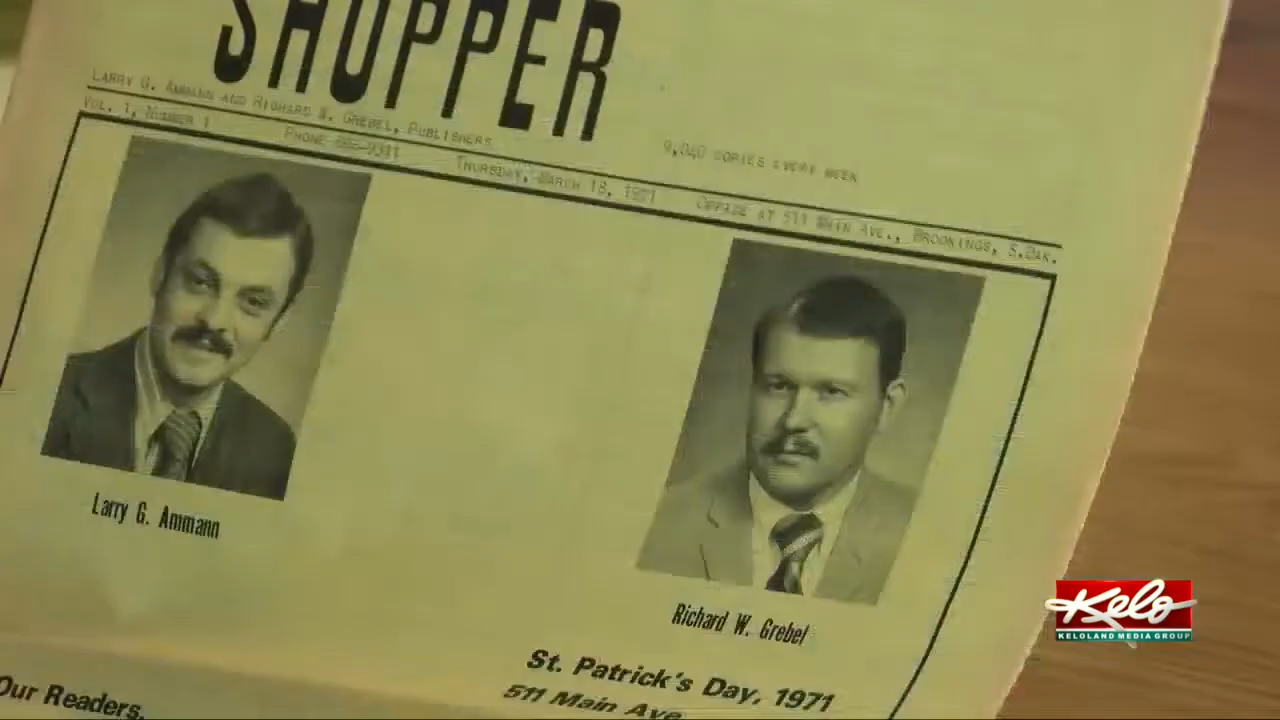 SHOPPER
LARRY G. AMMANN AND RICHARD W. GREBEL, PUBLISHERS
9,040 COPIES EVERY WEEK
VOL. 1, NUMBER 1 PHONE THURSDAY, MARCH 18, 1971 OFFICE AT 511 MAIN AVE., BROOKINGS, S.DAK.
Larry G. Ammann
Richard W. Grebel
St. Patrick's Day, 1971
511 Main Ave
Our Readers,
Kelo
KELOLAND MEDIA GROUP